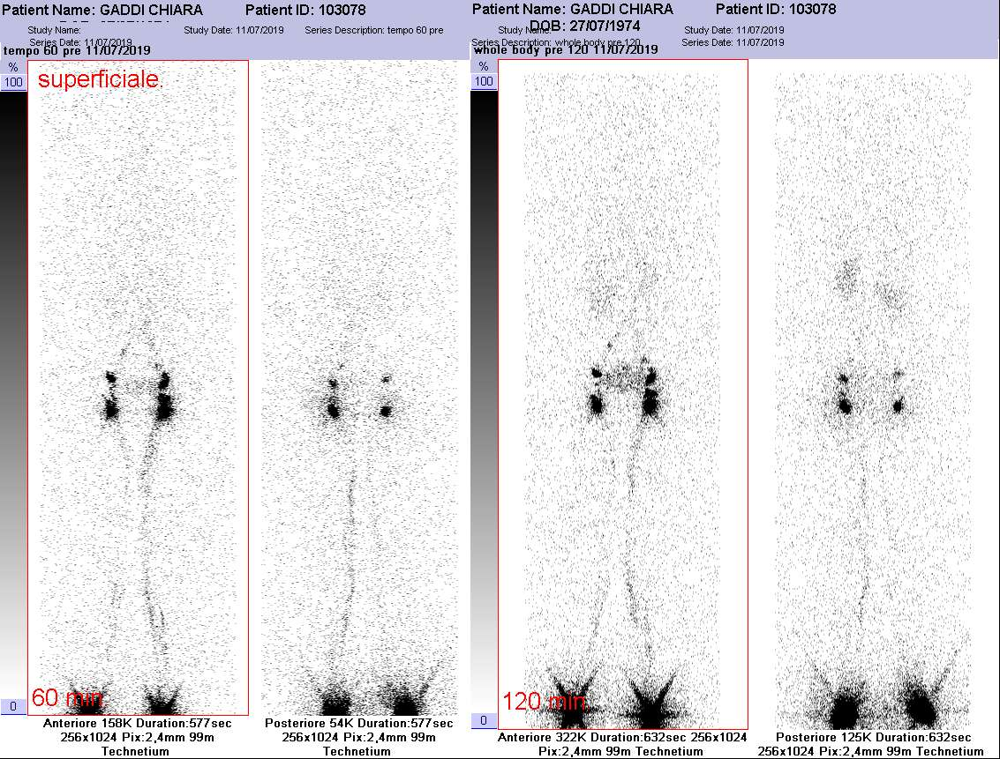 Patient Name: GADDI CHIARA Patient ID: 103078
Study Name: Study Date: 11/07/2019 Series Description: tempo 60 pre
Series Date: 11/07/2019
tempo 60 pre 11/07/2019
%
100
superficiale.
60 min
0
Anteriore 158K Duration:577sec
256x1024 Pix:2,4mm 99m
Technetium
Posteriore 54K Duration:577sec
256x1024 Pix:2,4mm 99m
Technetium
Patient Name: GADDI CHIARA Patient ID: 103078
DOB: 27/07/1974
Study Name: Study Date: 11/07/2019
Series Description: whole body pre 120 Series Date: 11/07/2019
whole body pre 120 11/07/2019
%
100
120 min
0
Anteriore 322K Duration:632sec 256x1024
Pix:2,4mm 99m Technetium
Posteriore 125K Duration:632sec
256x1024 Pix:2,4mm 99m Technetium